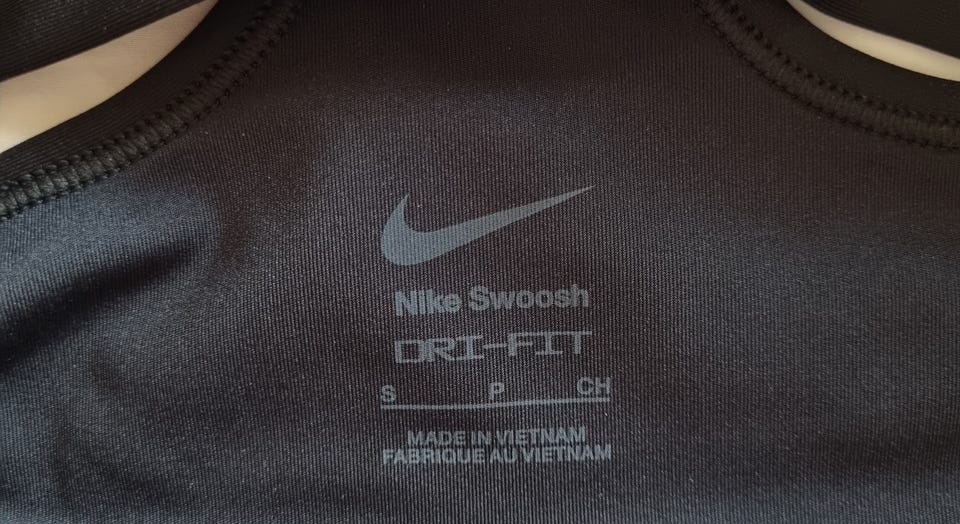 Nike Swoosh
DRI-FIT
S P CH
MADE IN VIETNAM
FABRIQUE AU VIETNAM